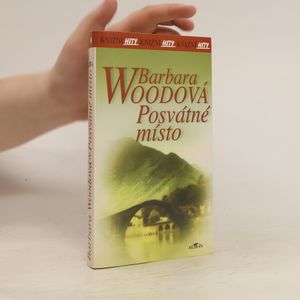 KNIŽNÍ HITY KNIŽNÍ HITY KNIŽNÍ HITY
Barbara
WOODOVÁ
Posvátné
místo
Barbara Woodová Posvátné místo